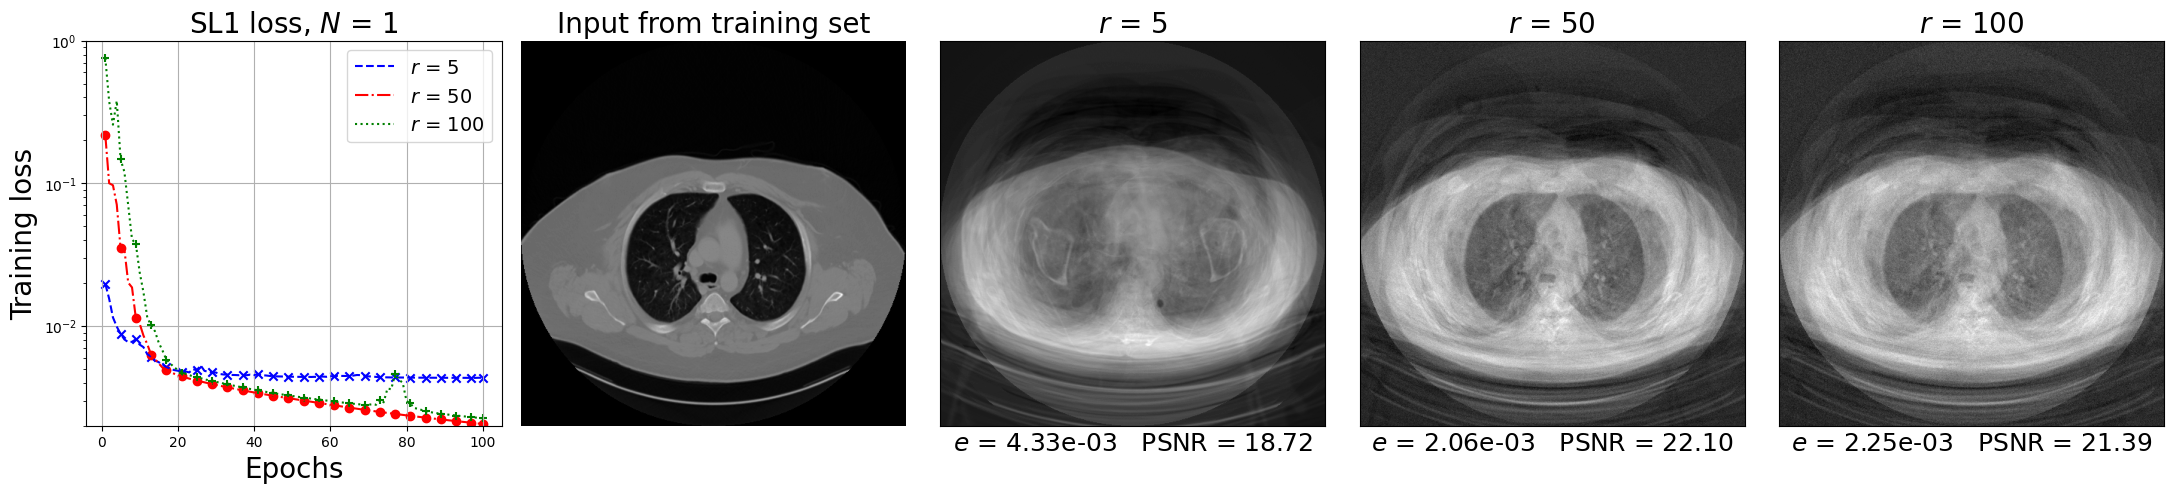 SL1 loss, N = 1
Training loss
10⁰
10⁻¹
10⁻²
r = 5
r = 50
r = 100
0 20 40 60 80 100
Epochs
Input from training set
r = 5
e = 4.33e-03 PSNR = 18.72
r = 50
e = 2.06e-03 PSNR = 22.10
r = 100
e = 2.25e-03 PSNR = 21.39